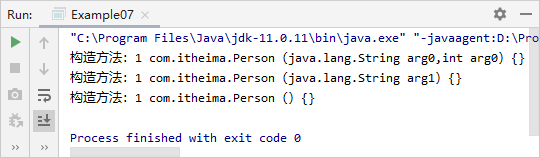 Run: Example07
"C:\Program Files\Java\jdk-11.0.11\bin\java.exe" "-javaagent:D:\Pro
构造方法: 1 com.itheima.Person (java.lang.String arg0,int arg0) {}
构造方法: 1 com.itheima.Person (java.lang.String arg1) {}
构造方法: 1 com.itheima.Person () {}
Process finished with exit code 0